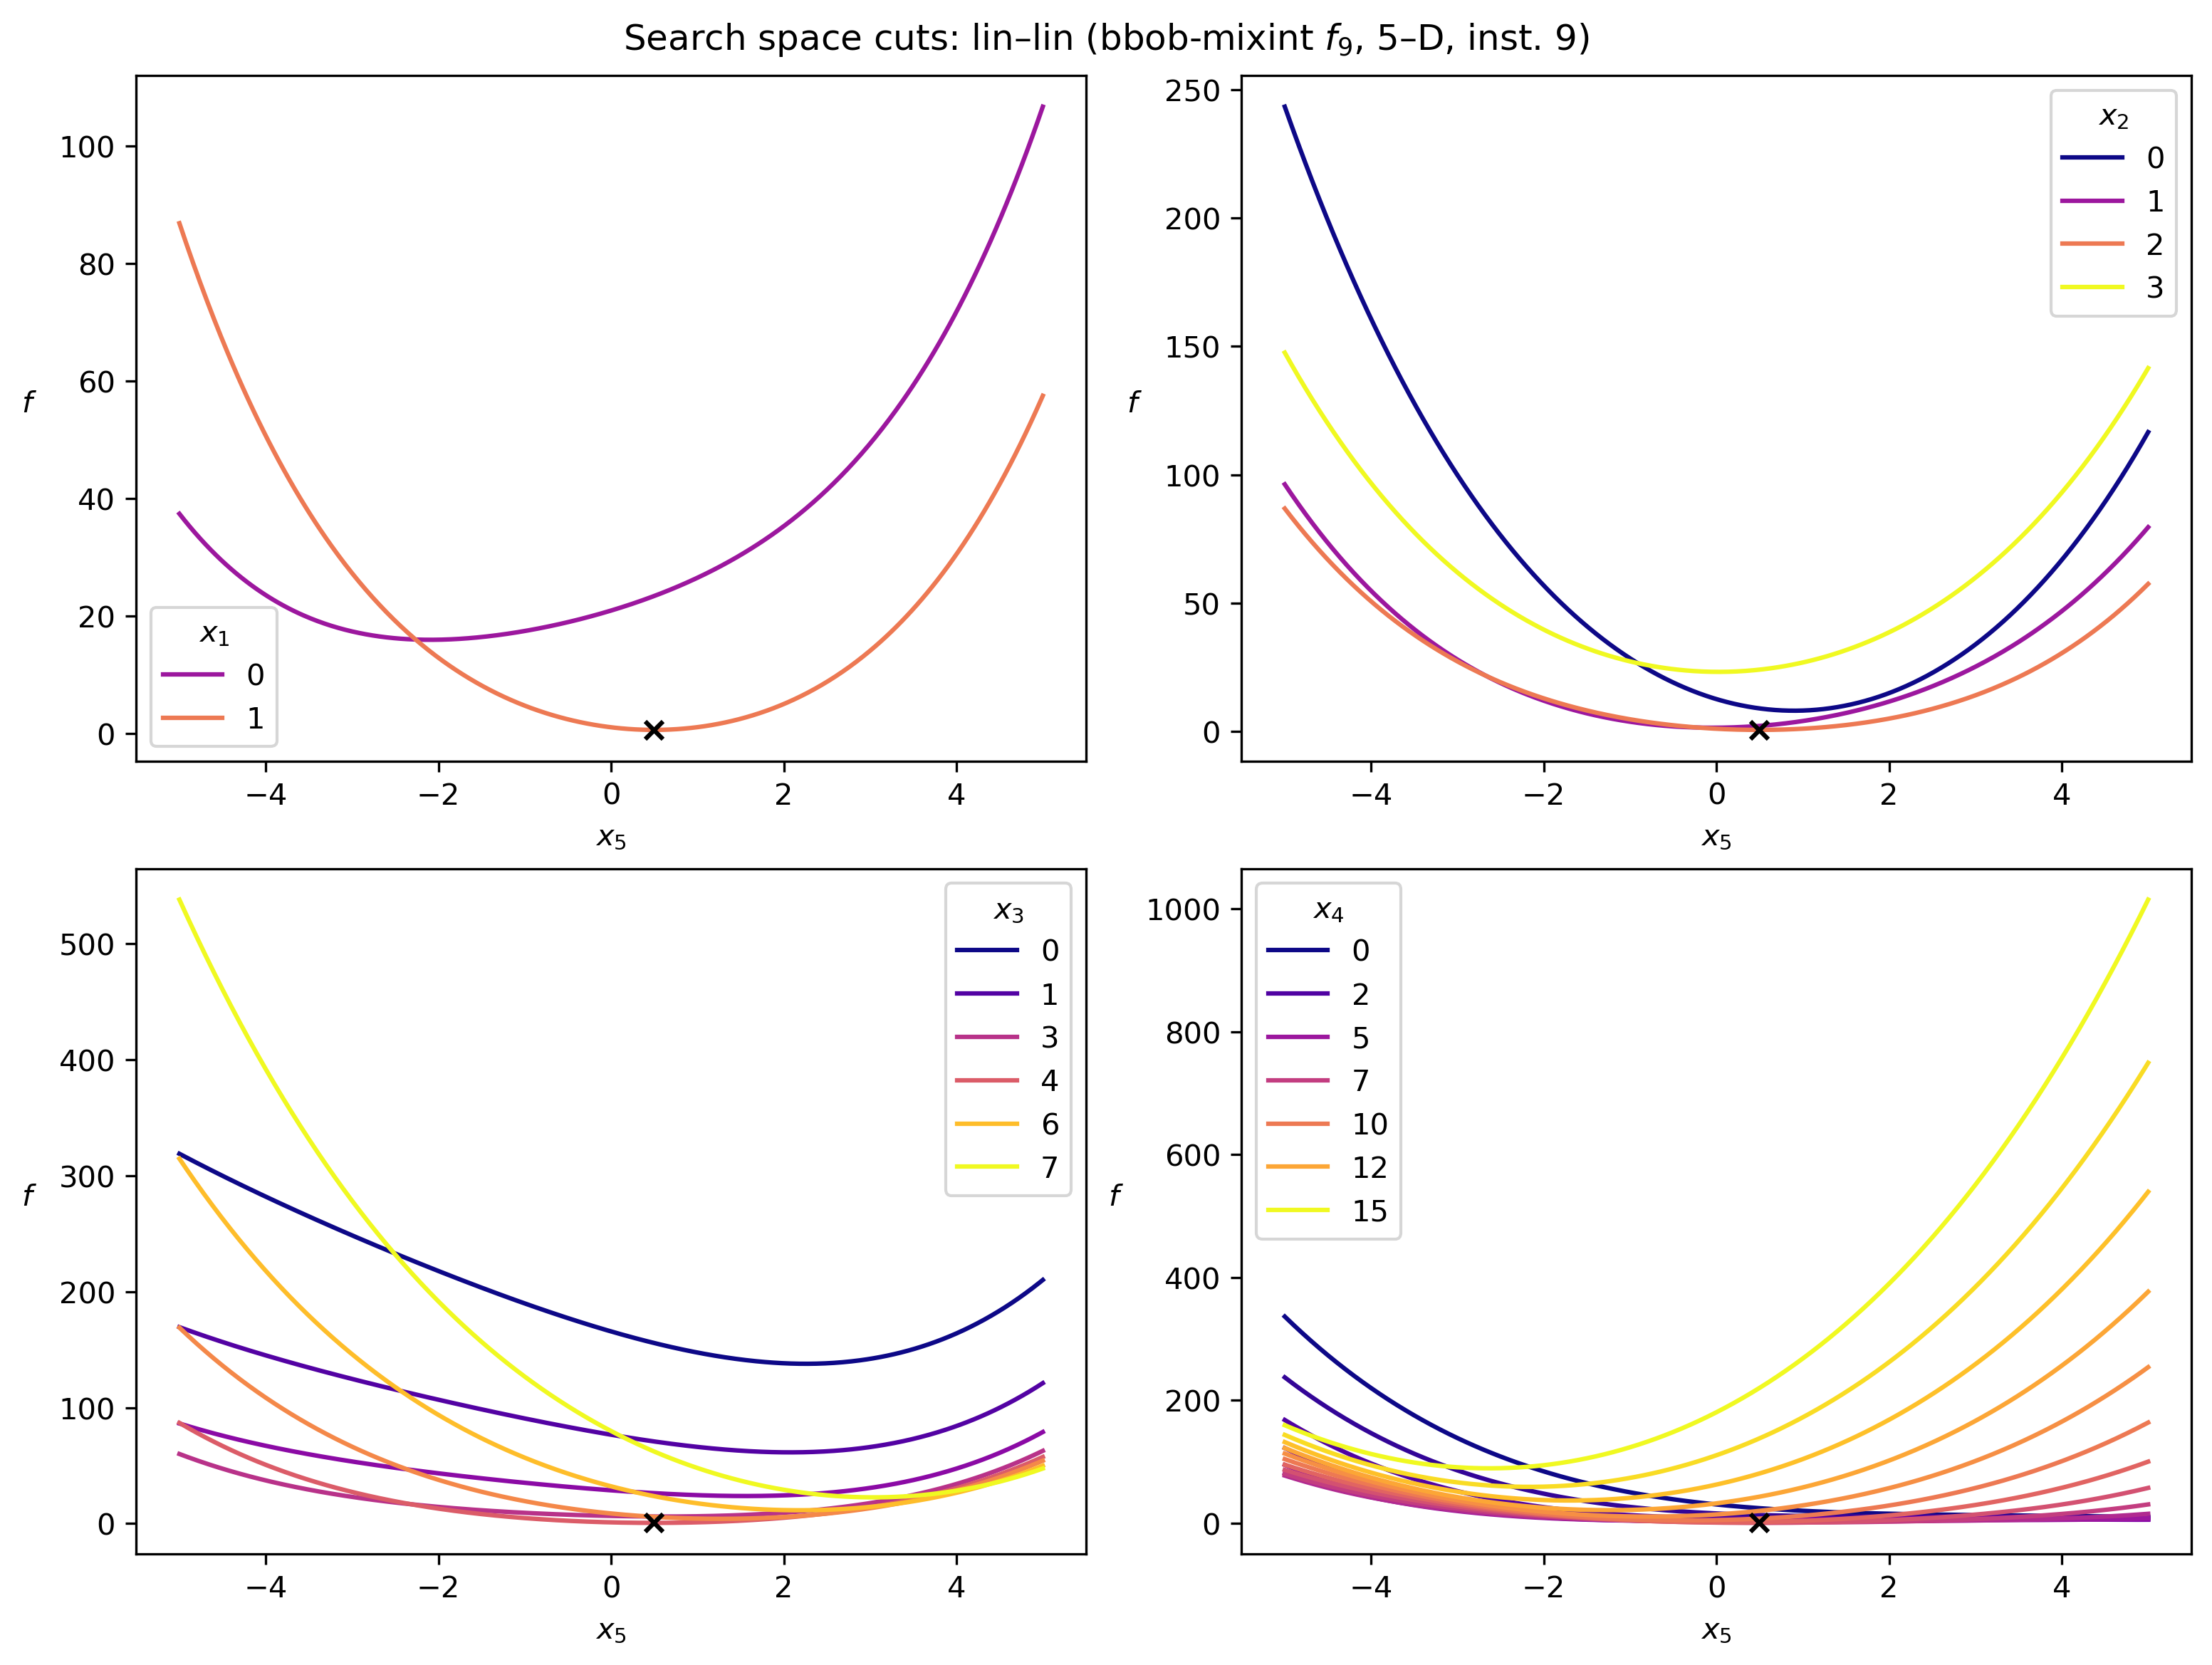 Search space cuts: lin–lin (bbob-mixint f₉, 5–D, inst. 9)
100
80
60
40
20
0
f
x₁
0
1
−4 −2 0 2 4
x₅
250
200
150
100
50
0
f
x₂
0
1
2
3
−4 −2 0 2 4
x₅
500
400
300
200
100
0
f
x₃
0
1
3
4
6
7
−4 −2 0 2 4
x₅
1000
800
600
400
200
0
f
x₄
0
2
5
7
10
12
15
−4 −2 0 2 4
x₅